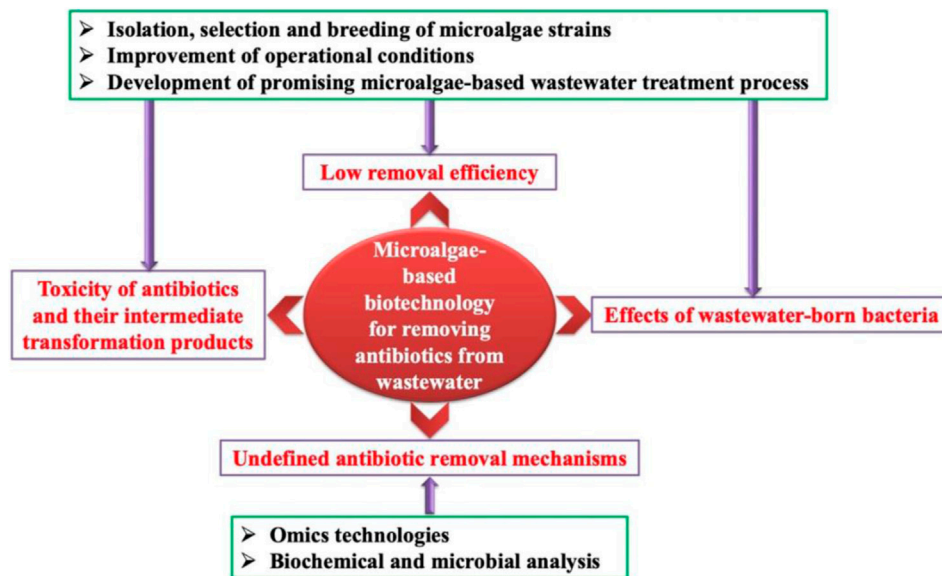 ➢ Isolation, selection and breeding of microalgae strains
➢ Improvement of operational conditions
➢ Development of promising microalgae-based wastewater treatment process
Low removal efficiency
Microalgae-
based
biotechnology
for removing
antibiotics from
wastewater
Toxicity of antibiotics
and their intermediate
transformation products
Effects of wastewater-born bacteria
Undefined antibiotic removal mechanisms
➢ Omics technologies
➢ Biochemical and microbial analysis